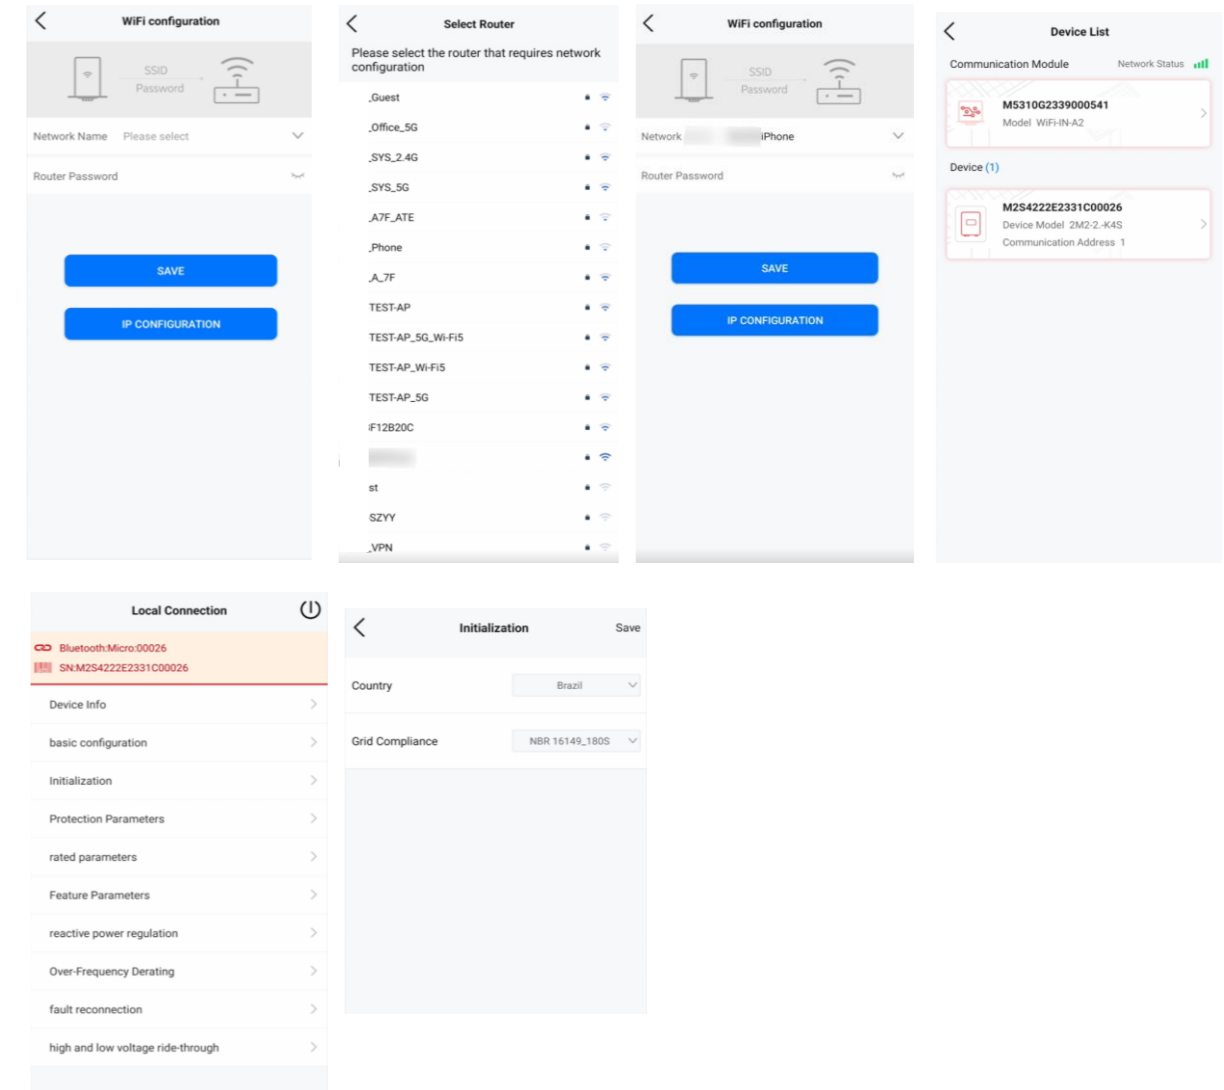 WiFi configuration
SSID
Password
Network Name Please select
Router Password
SAVE
IP CONFIGURATION
Select Router
Please select the router that requires network
configuration
_Guest
_Office_5G
_SYS_2.4G
_SYS_5G
_A7F_ATE
_Phone
_A_7F
TEST-AP
TEST-AP_5G_Wi-Fi5
TEST-AP_Wi-Fi5
TEST-AP_5G
F12B20C
st
SZYY
_VPN
WiFi configuration
SSID
Password
Network iPhone
Router Password
SAVE
IP CONFIGURATION
Device List
Communication Module Network Status
M5310G2339000541
Model WiFi-IN-A2
Device (1)
M2S4222E2331C00026
Device Model 2M2-2.-K4S
Communication Address 1
Local Connection
Bluetooth:Micro:00026
SN:M2S4222E2331C00026
Device Info
basic configuration
Initialization
Protection Parameters
rated parameters
Feature Parameters
reactive power regulation
Over-Frequency Derating
fault reconnection
high and low voltage ride-through
Initialization Save
Country Brazil
Grid Compliance NBR 16149_180S